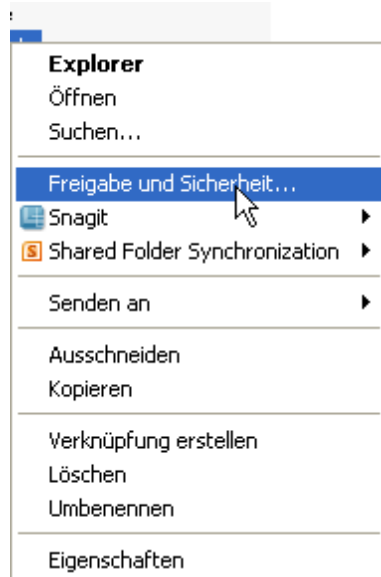 Explorer
Öffnen
Suchen...
Freigabe und Sicherheit...
Snagit
Shared Folder Synchronization
Senden an
Ausschneiden
Kopieren
Verknüpfung erstellen
Löschen
Umbenennen
Eigenschaften